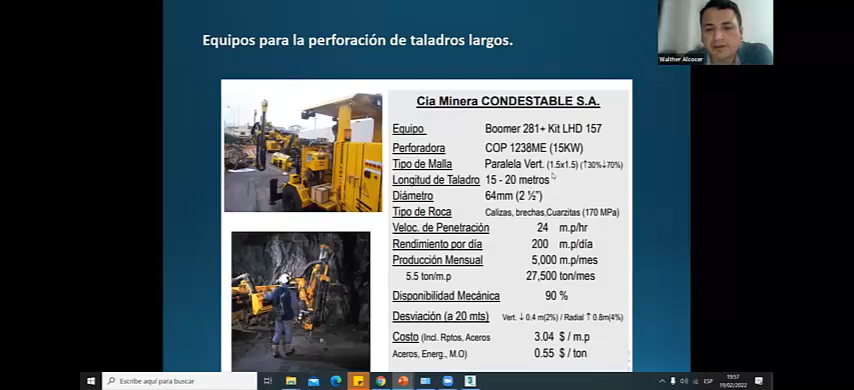 Equipos para la perforación de taladros largos.
Walther Alcocer
Cia Minera CONDESTABLE S.A.
Equipo Boomer 281+ Kit LHD 157
Perforadora COP 1238ME (15KW)
Tipo de Malla Paralela Vert. (1.5x1.5) (↑30%↓70%)
Longitud de Taladro 15 - 20 metros
Diámetro 64mm (2 ½")
Tipo de Roca Calizas, brechas,Cuarzitas (170 MPa)
Veloc. de Penetración 24 m.p/hr
Rendimiento por día 200 m.p/día
Producción Mensual 5,000 m.p/mes
5.5 ton/m.p 27,500 ton/mes
Disponibilidad Mecánica 90 %
Desviación (a 20 mts) Vert. ↓ 0.4 m(2%) / Radial ↑ 0.8m(4%)
Costo (Incl. Rptos, Aceros 3.04 $ / m.p
Aceros, Energ., M.O) 0.55 $ / ton
Escribe aquí para buscar
ESP
19:57
19/02/2022